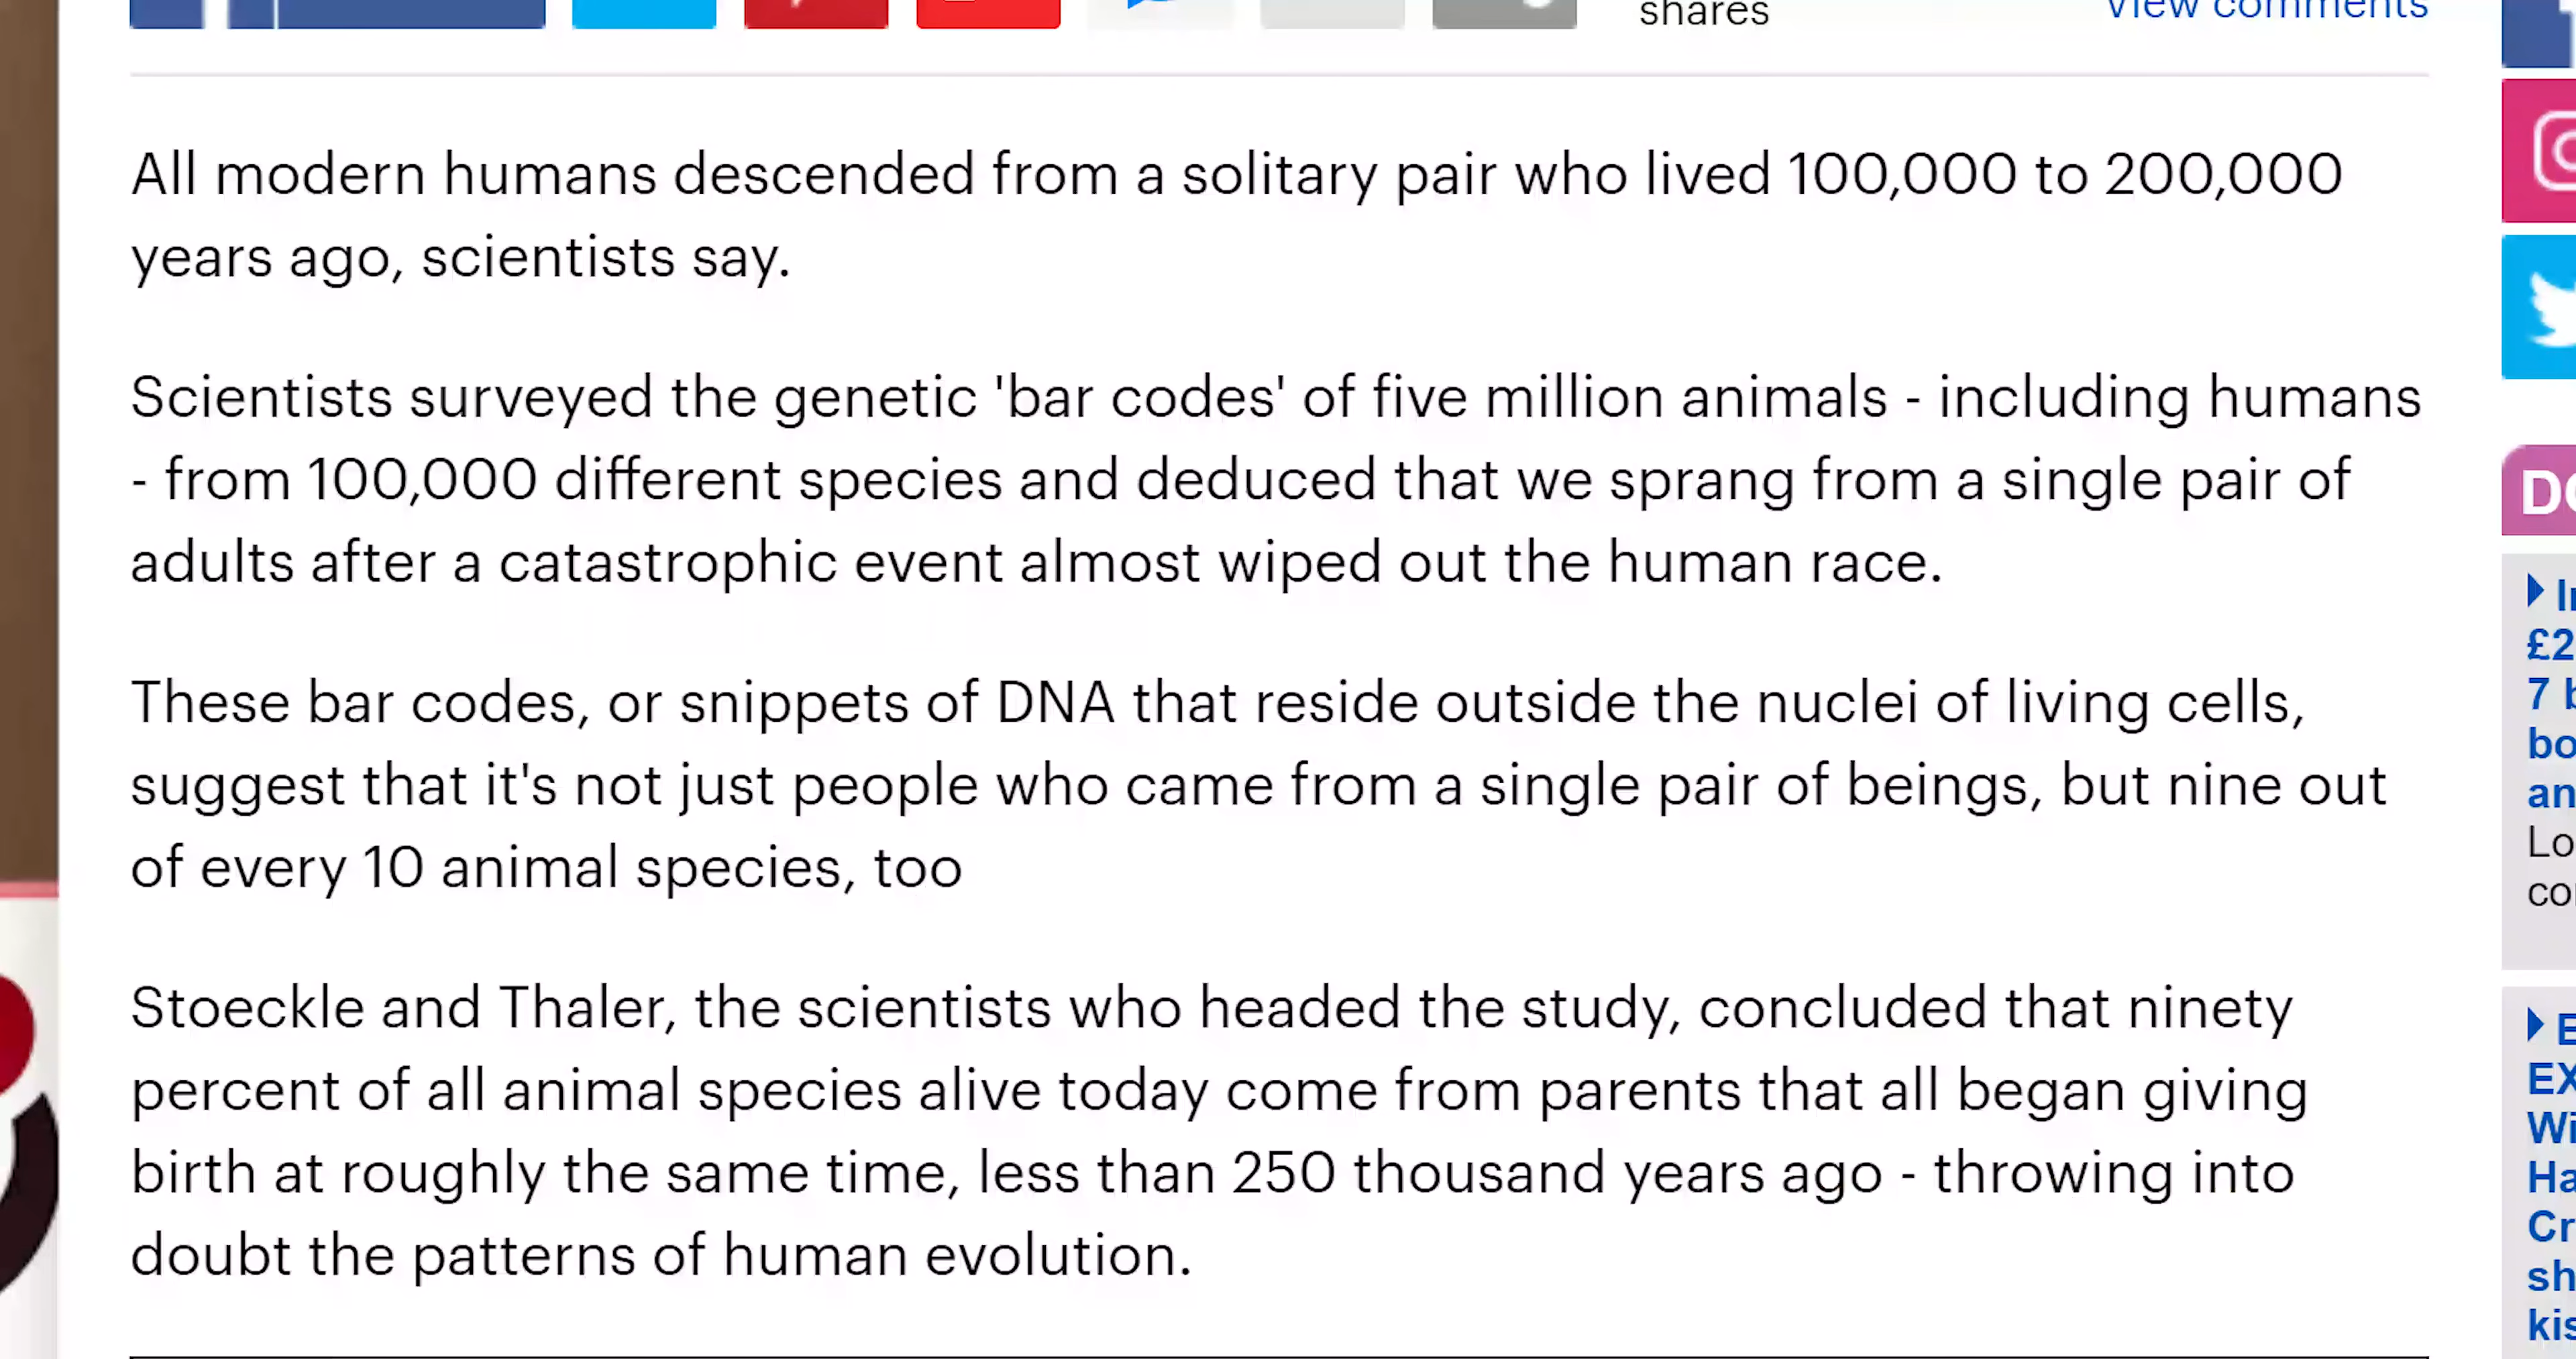 shares
View comments
All modern humans descended from a solitary pair who lived 100,000 to 200,000
years ago, scientists say.
Scientists surveyed the genetic 'bar codes' of five million animals - including humans
- from 100,000 different species and deduced that we sprang from a single pair of
adults after a catastrophic event almost wiped out the human race.
These bar codes, or snippets of DNA that reside outside the nuclei of living cells,
suggest that it's not just people who came from a single pair of beings, but nine out
of every 10 animal species, too
Stoeckle and Thaler, the scientists who headed the study, concluded that ninety
percent of all animal species alive today come from parents that all began giving
birth at roughly the same time, less than 250 thousand years ago - throwing into
doubt the patterns of human evolution.
£2
7